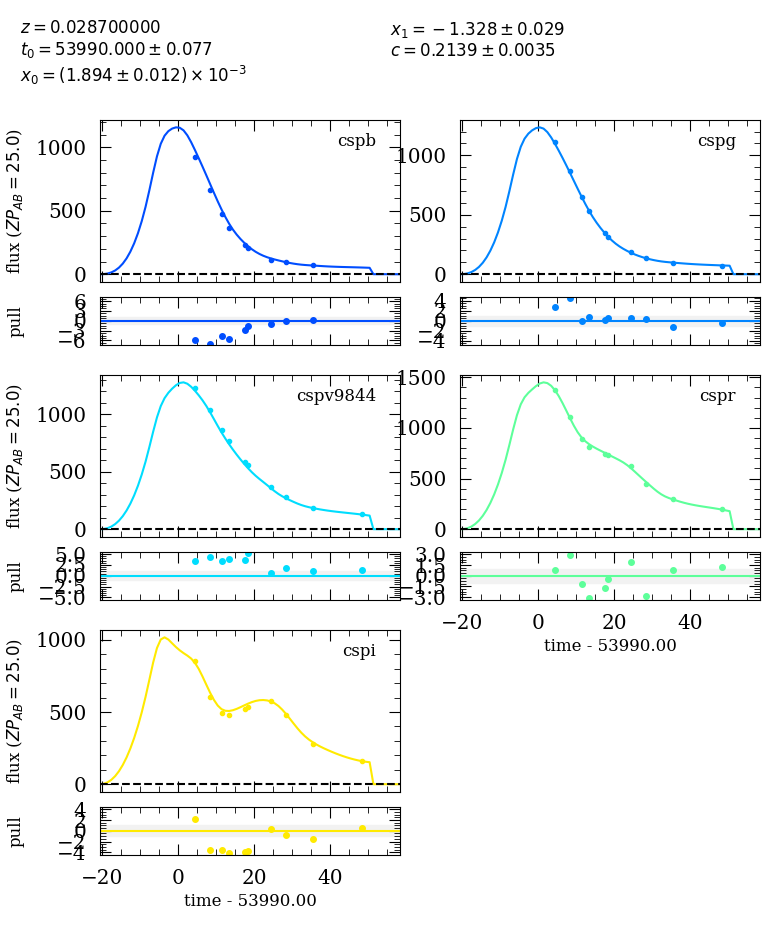 z = 0.028700000
t₀ = 53990.000 ± 0.077
x₀ = (1.894 ± 0.012) × 10⁻³
x₁ = −1.328 ± 0.029
c = 0.2139 ± 0.0035
cspb
1000
500
0
flux (ZP_AB = 25.0)
6
3
0
−3
−6
pull
cspg
1000
500
0
4
2
0
−2
−4
cspv9844
1000
500
0
flux (ZP_AB = 25.0)
5.0
2.5
0.0
−2.5
−5.0
pull
cspr
1500
1000
500
0
3.0
1.5
0.0
−1.5
−3.0
−20 0 20 40
time - 53990.00
cspi
1000
500
0
flux (ZP_AB = 25.0)
4
2
0
−2
−4
pull
−20 0 20 40
time - 53990.00